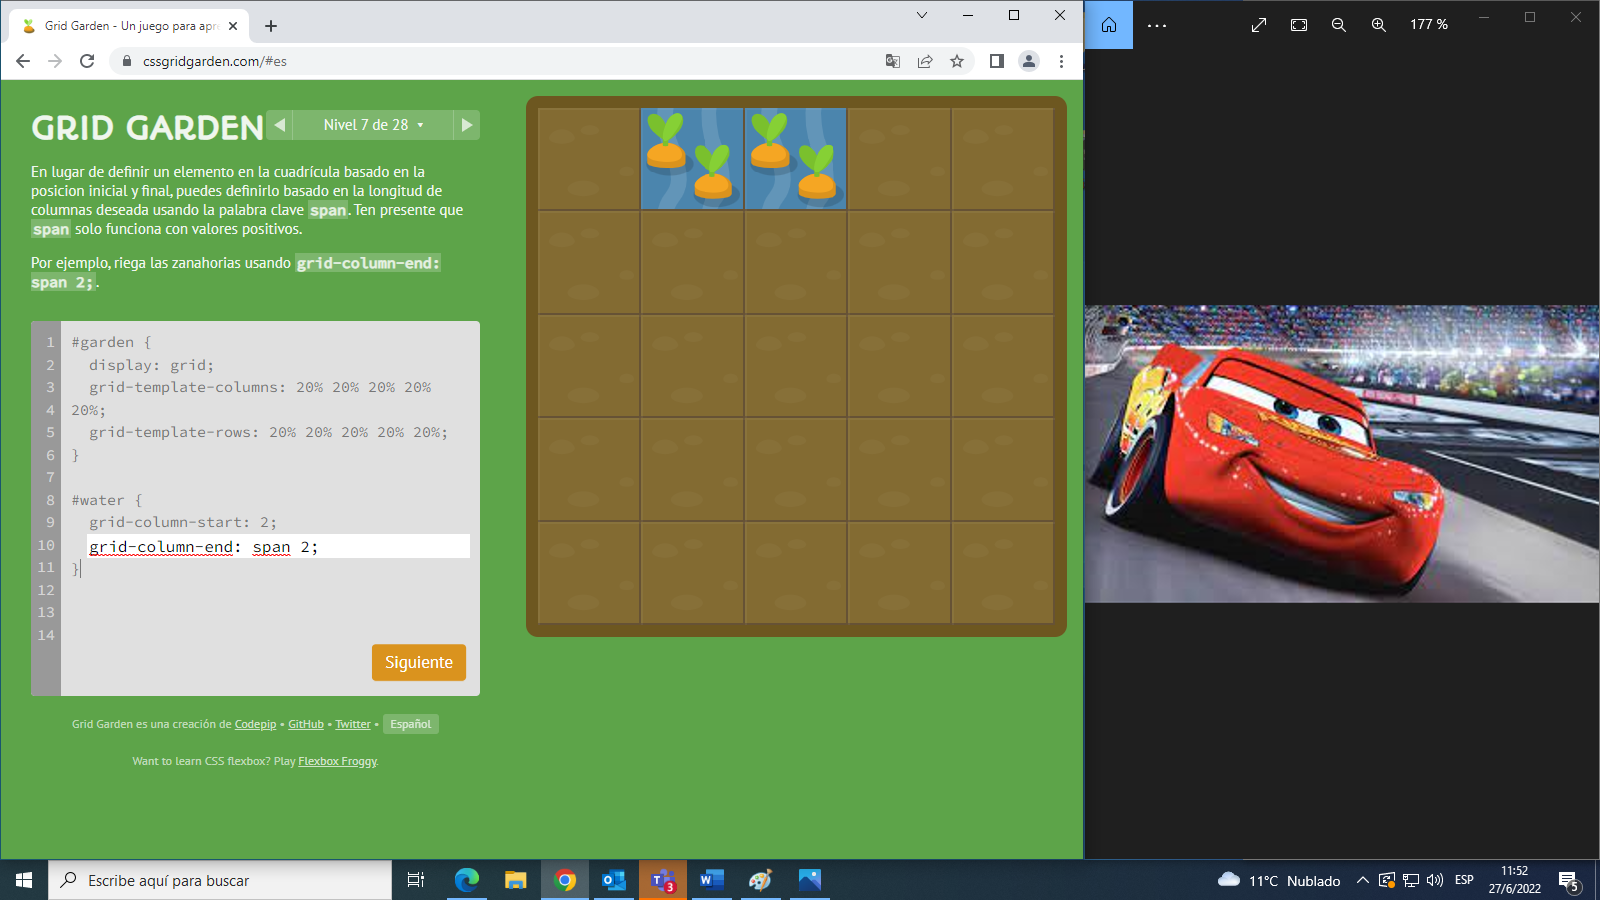 Grid Garden - Un juego para apre
cssgridgarden.com/#es
177 %
GRID GARDEN
Nivel 7 de 28
En lugar de definir un elemento en la cuadrícula basado en la
posicion inicial y final, puedes definirlo basado en la longitud de
columnas deseada usando la palabra clave span. Ten presente que
span solo funciona con valores positivos.
Por ejemplo, riega las zanahorias usando grid-column-end:
span 2;.
1 #garden {
2 display: grid;
3 grid-template-columns: 20% 20% 20% 20%
4 20%;
5 grid-template-rows: 20% 20% 20% 20% 20%;
6 }
7
8 #water {
9 grid-column-start: 2;
10 grid-column-end: span 2;
11 }
12
13
14
Siguiente
Grid Garden es una creación de Codepip • GitHub • Twitter • Español
Want to learn CSS flexbox? Play Flexbox Froggy.
Escribe aquí para buscar
3
11°C Nublado
ESP
11:52
27/6/2022
5